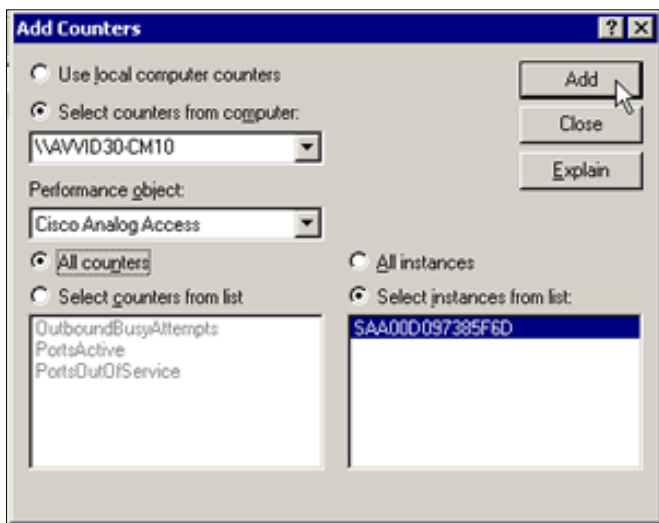 Add Counters
Use local computer counters
Select counters from computer:
\\AVVID30-CM10
Performance object:
Cisco Analog Access
All counters
Select counters from list
OutboundBusyAttempts
PortsActive
PortsOutOfService
All instances
Select instances from list:
SAA00D097385F6D
Add
Close
Explain